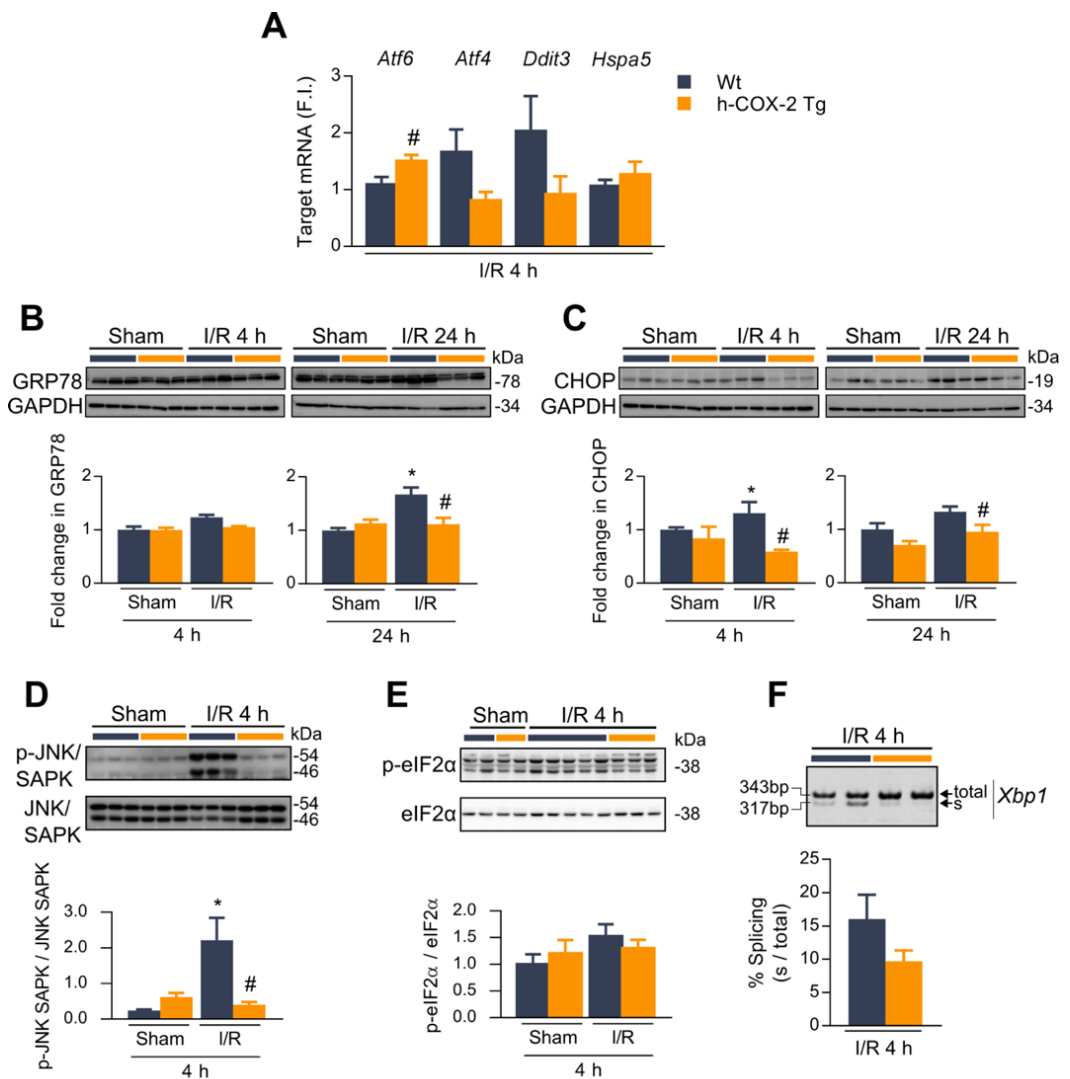 A
Atf6 Atf4 Ddit3 Hspa5
Wt
h-COX-2 Tg
#
Target mRNA (F.I.)
3
2
1
0
I/R 4 h
B
Sham I/R 4 h Sham I/R 24 h
kDa
GRP78 -78
GAPDH -34
Fold change in GRP78
2
1
0
Sham I/R
4 h
2
1
0
* #
Sham I/R
24 h
C
Sham I/R 4 h Sham I/R 24 h
kDa
CHOP -19
GAPDH -34
Fold change in CHOP
2
1
0
* #
Sham I/R
4 h
2
1
0
#
Sham I/R
24 h
D
Sham I/R 4 h
kDa
p-JNK/ -54
SAPK -46
JNK/ -54
SAPK -46
p-JNK SAPK / JNK SAPK
3.0
2.0
1.0
0.0
* #
Sham I/R
4 h
E
Sham I/R 4 h
kDa
p-eIF2α -38
eIF2α -38
p-eIF2α / eIF2α
2.0
1.5
1.0
0.5
0.0
Sham I/R
4 h
F
I/R 4 h
343bp total
317bp s
Xbp1
% Splicing
(s / total)
25
20
15
10
5
0
I/R 4 h